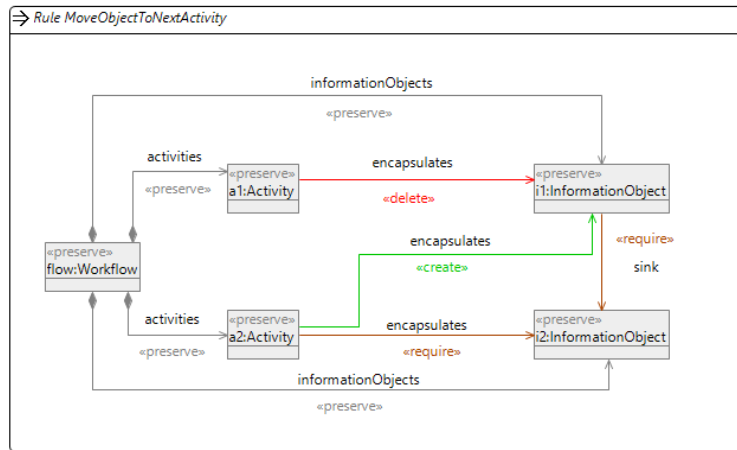 Rule MoveObjectToNextActivity
informationObjects
«preserve»
activities
«preserve»
«preserve»
a1:Activity
encapsulates
«delete»
«preserve»
i1:InformationObject
encapsulates
«create»
«require»
sink
«preserve»
flow:Workflow
activities
«preserve»
«preserve»
a2:Activity
encapsulates
«require»
«preserve»
i2:InformationObject
informationObjects
«preserve»